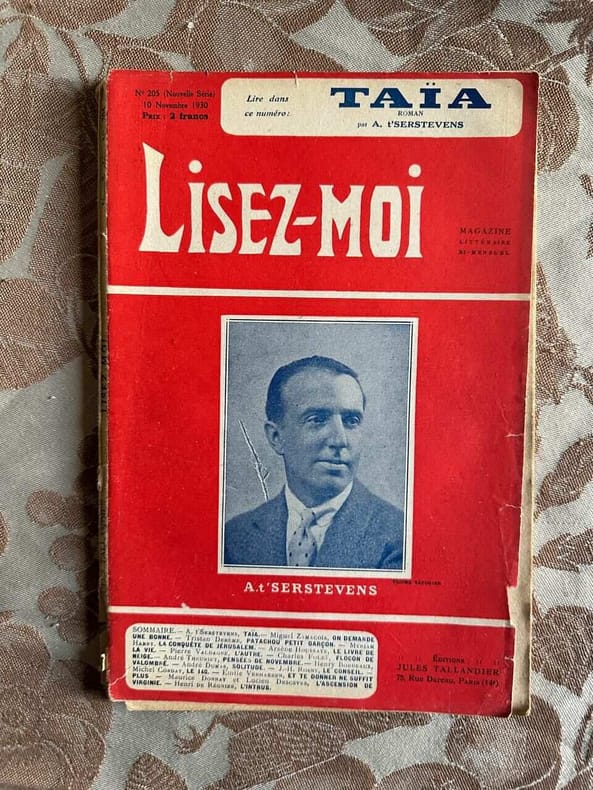 N° 205 (Nouvelle Série)
10 Novembre 1930
PRIX : 2 francs
Lire dans
ce numéro :
TAÏA
ROMAN
par A. t'SERSTEVENS
LISEZ-MOI
MAGAZINE
LITTÉRAIRE
BI-MENSUEL
A. t'SERSTEVENS
SOMMAIRE. — A. t'SERSTEVENS, TAÏA. — Miguel ZAMACOÏS, ON DEMANDE
UNE BONNE. — Tristan DERÈME, PATACHOU PETIT GARÇON. — MYRIAM
HARRY, LA CONQUÊTE DE JÉRUSALEM. — Arsène HOUSSAYE, LE LIVRE DE
LA VIE. — Pierre VALDAGNE, L'AUTRE. — Charles FOLEY, FLOCON DE
NEIGE. — André THEURIET, PENSÉES DE NOVEMBRE. — Henry BORDEAUX,
VALOMBRÉ. — André DUMAS, SOLITUDE. — J.-H. ROSNY, LE CONSEIL. —
Michel CORDAY, LE 140. — Emile VERHAEREN, ET TE DONNER NE SUFFIT
PLUS — Maurice DONNAY et Lucien DESCAVES, L'ASCENSION DE
VIRGINIE. — Henri de RÉGNIER, L'INTRUS.
Éditions
JULES TALLANDIER
75, Rue Dareau, PARIS (14e)
LISEZ-MOI